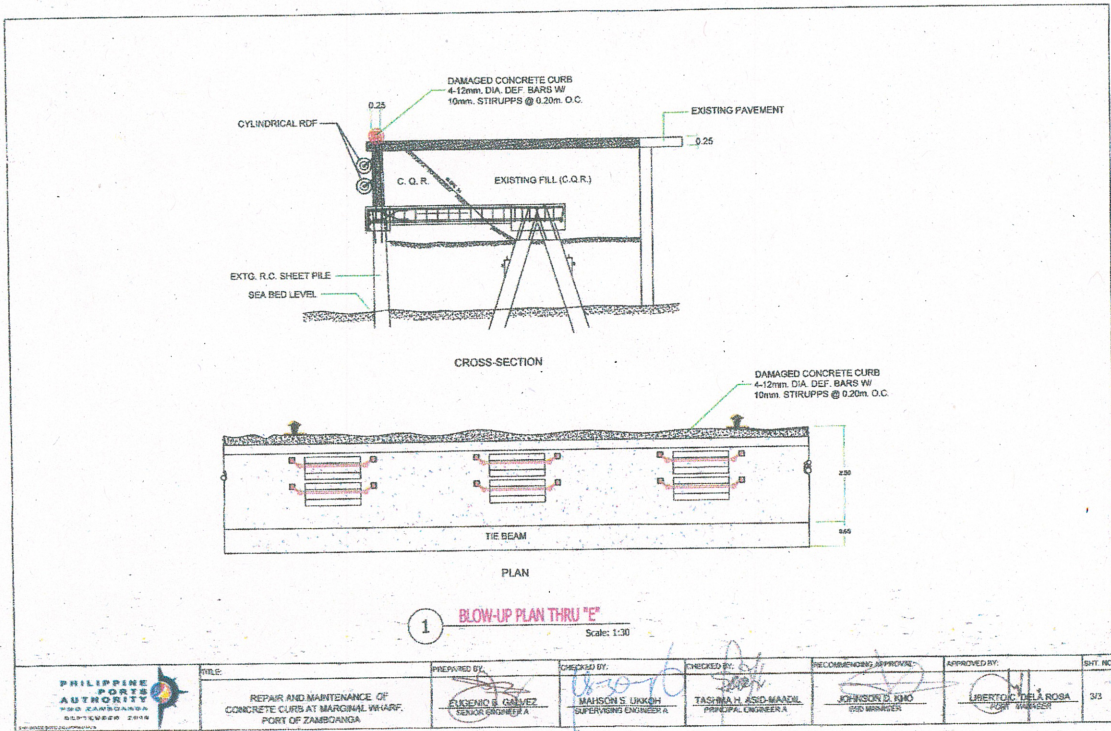 DAMAGED CONCRETE CURB
4-12mm. DIA. DEF. BARS W/
10mm. STIRUPPS @ 0.20m. O.C.
0.25
CYLINDRICAL RDF
EXISTING PAVEMENT
0.25
C. Q. R.
EXISTING FILL (C.Q.R.)
EXTG. R.C. SHEET PILE
SEA BED LEVEL
CROSS-SECTION
DAMAGED CONCRETE CURB
4-12mm. DIA. DEF. BARS W/
10mm. STIRUPPS @ 0.20m. O.C.
TIE BEAM
PLAN
1
BLOW-UP PLAN THRU "E"
Scale: 1:30
PHILIPPINE
PORTS
AUTHORITY
PMO ZAMBOANGA
SEPTEMBER
TITLE:
REPAIR AND MAINTENANCE OF
CONCRETE CURB AT MARGINAL WHARF,
PORT OF ZAMBOANGA
PREPARED BY:
EUGENIO B. GALVEZ
SENIOR ENGINEER A
CHECKED BY:
MAHSON S. UKKOH
SUPERVISING ENGINEER A
CHECKED BY:
TASHMA H. ASID-MAADIL
PRINCIPAL ENGINEER A
RECOMMENDING APPROVAL:
JOHNSON D. KHO
MANAGER
APPROVED BY:
LIBERTO C. DELA ROSA
PORT MANAGER
SHT. NO.
3/3